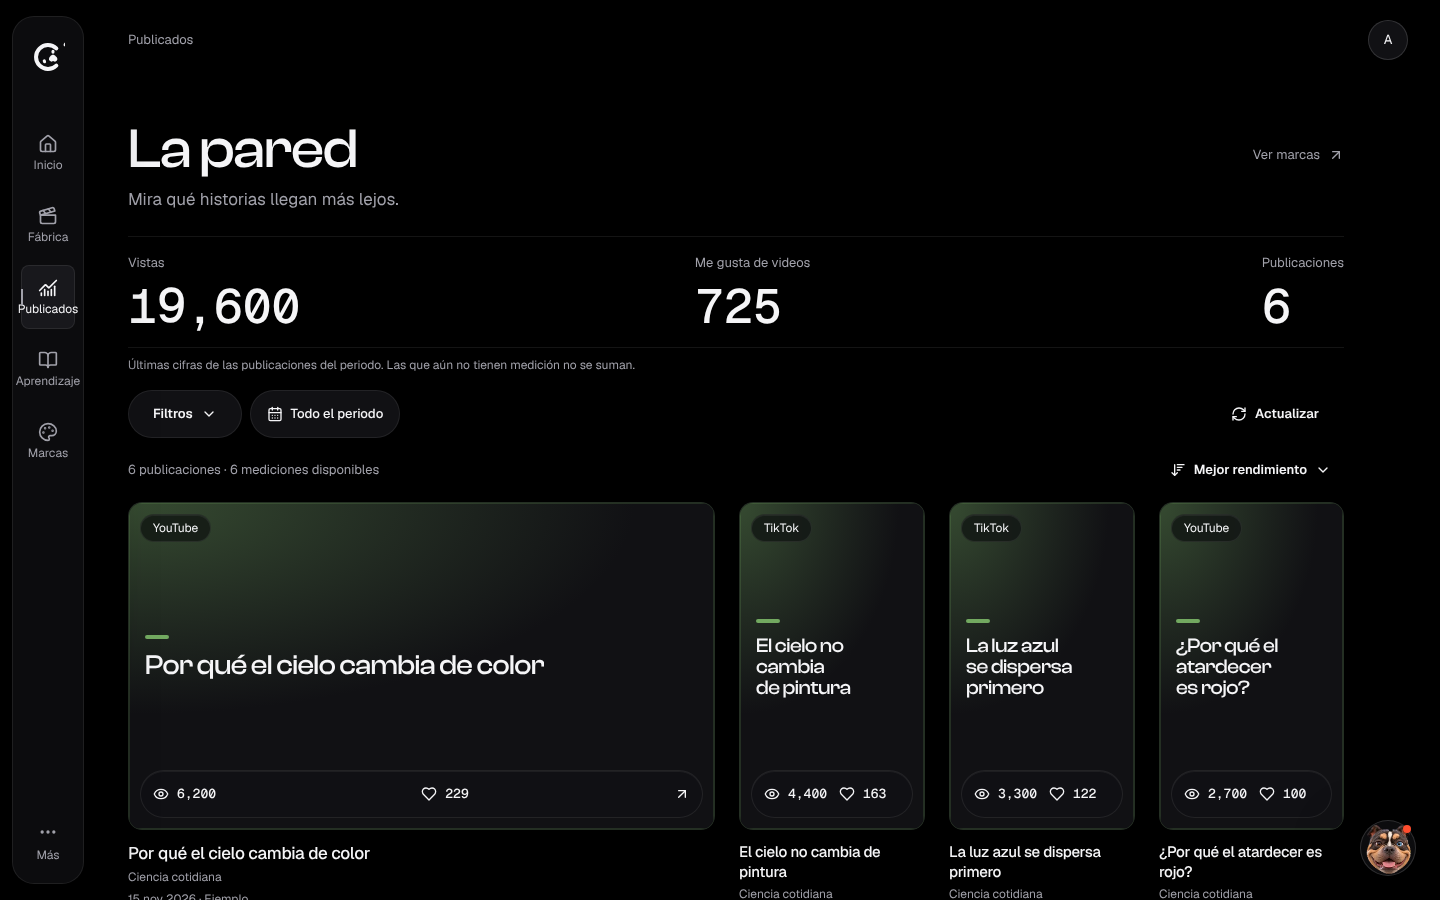 Publicados
A
Inicio
Fábrica
Publicados
Aprendizaje
Marcas
Más
La pared
Ver marcas
Mira qué historias llegan más lejos.
Vistas
Me gusta de videos
Publicaciones
19,600
725
6
Últimas cifras de las publicaciones del periodo. Las que aún no tienen medición no se suman.
Filtros
Todo el periodo
Actualizar
6 publicaciones · 6 mediciones disponibles
Mejor rendimiento
YouTube
Por qué el cielo cambia de color
6,200
229
Por qué el cielo cambia de color
Ciencia cotidiana
15 nov 2026 · Ejemplo
TikTok
El cielo no
cambia
de pintura
4,400
163
El cielo no cambia de
pintura
Ciencia cotidiana
TikTok
La luz azul
se dispersa
primero
3,300
122
La luz azul se dispersa
primero
Ciencia cotidiana
YouTube
¿Por qué el
atardecer
es rojo?
2,700
100
¿Por qué el atardecer es
rojo?
Ciencia cotidiana